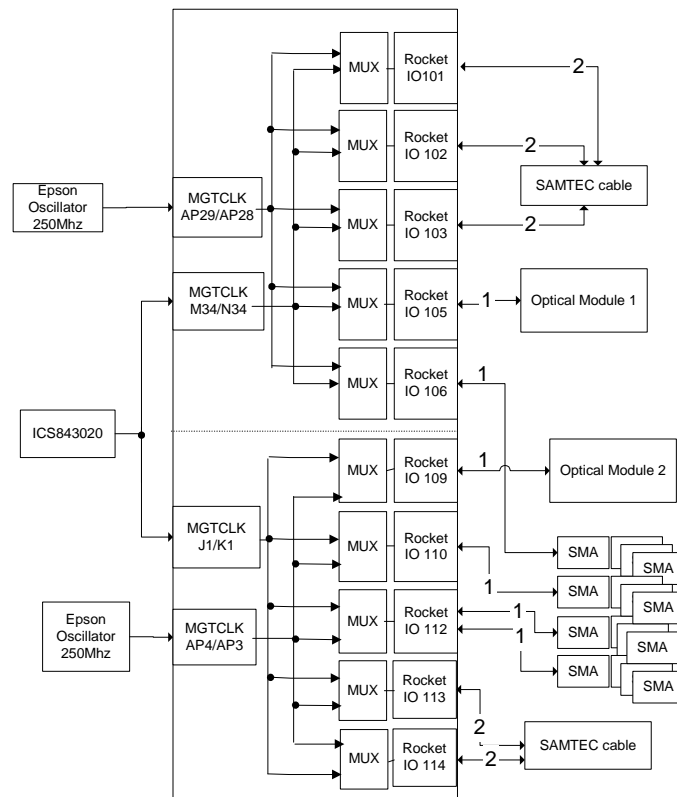 MUX
Rocket
IO101
2
MUX
Rocket
IO 102
2
SAMTEC cable
Epson
Oscillator
250Mhz
MGTCLK
AP29/AP28
MUX
Rocket
IO 103
2
MGTCLK
M34/N34
MUX
Rocket
IO 105
1
Optical Module 1
MUX
Rocket
IO 106
1
ICS843020
MUX
Rocket
IO 109
1
Optical Module 2
MGTCLK
J1/K1
MUX
Rocket
IO 110
1
SMA
SMA
SMA
SMA
Epson
Oscillator
250Mhz
MGTCLK
AP4/AP3
MUX
Rocket
IO 112
1
1
SMA
SMA
SMA
SMA
MUX
Rocket
IO 113
2
MUX
Rocket
IO 114
2
SAMTEC cable